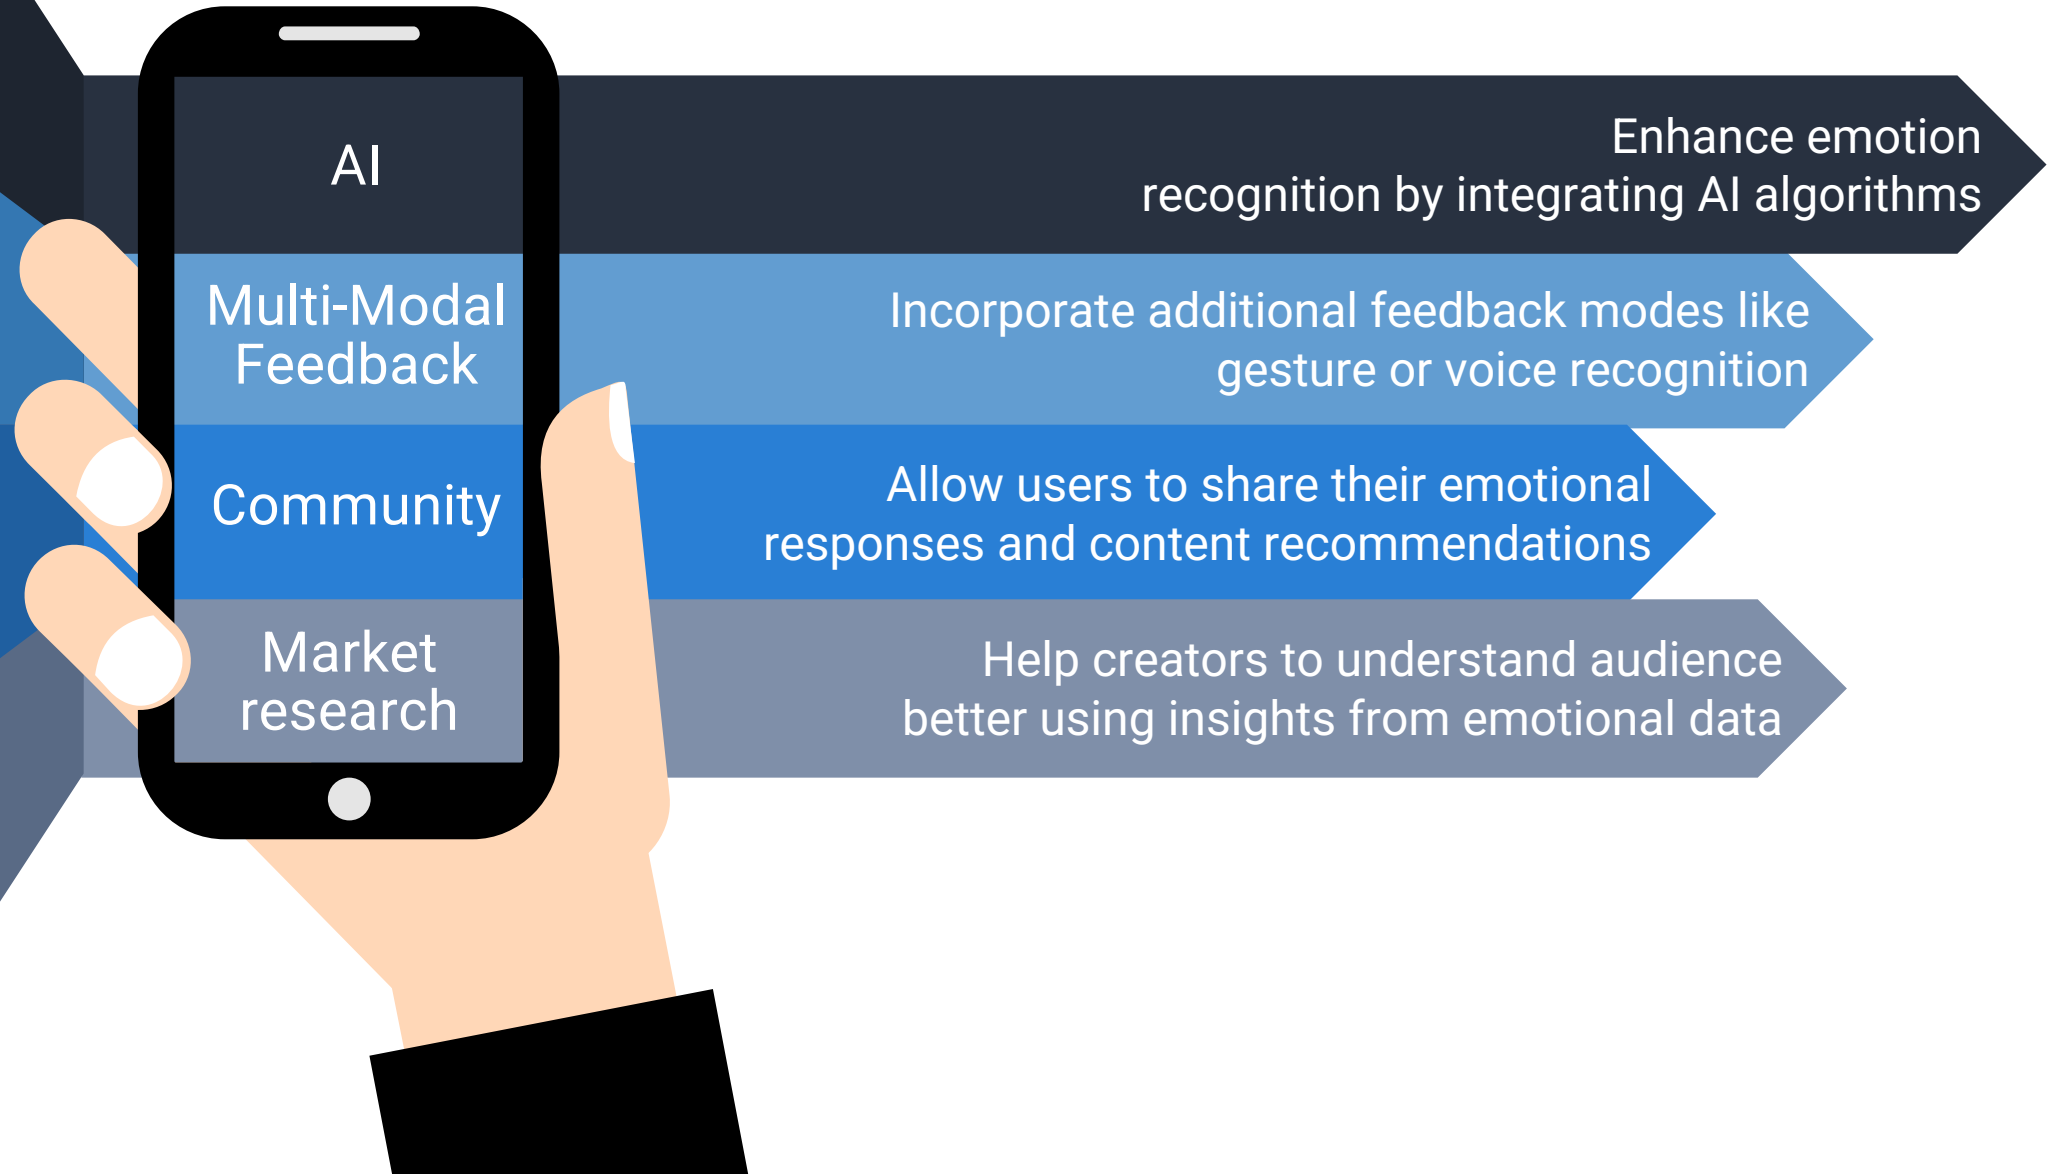 AI
Enhance emotion
recognition by integrating AI algorithms
Multi-Modal
Feedback
Incorporate additional feedback modes like
gesture or voice recognition
Community
Allow users to share their emotional
responses and content recommendations
Market
research
Help creators to understand audience
better using insights from emotional data